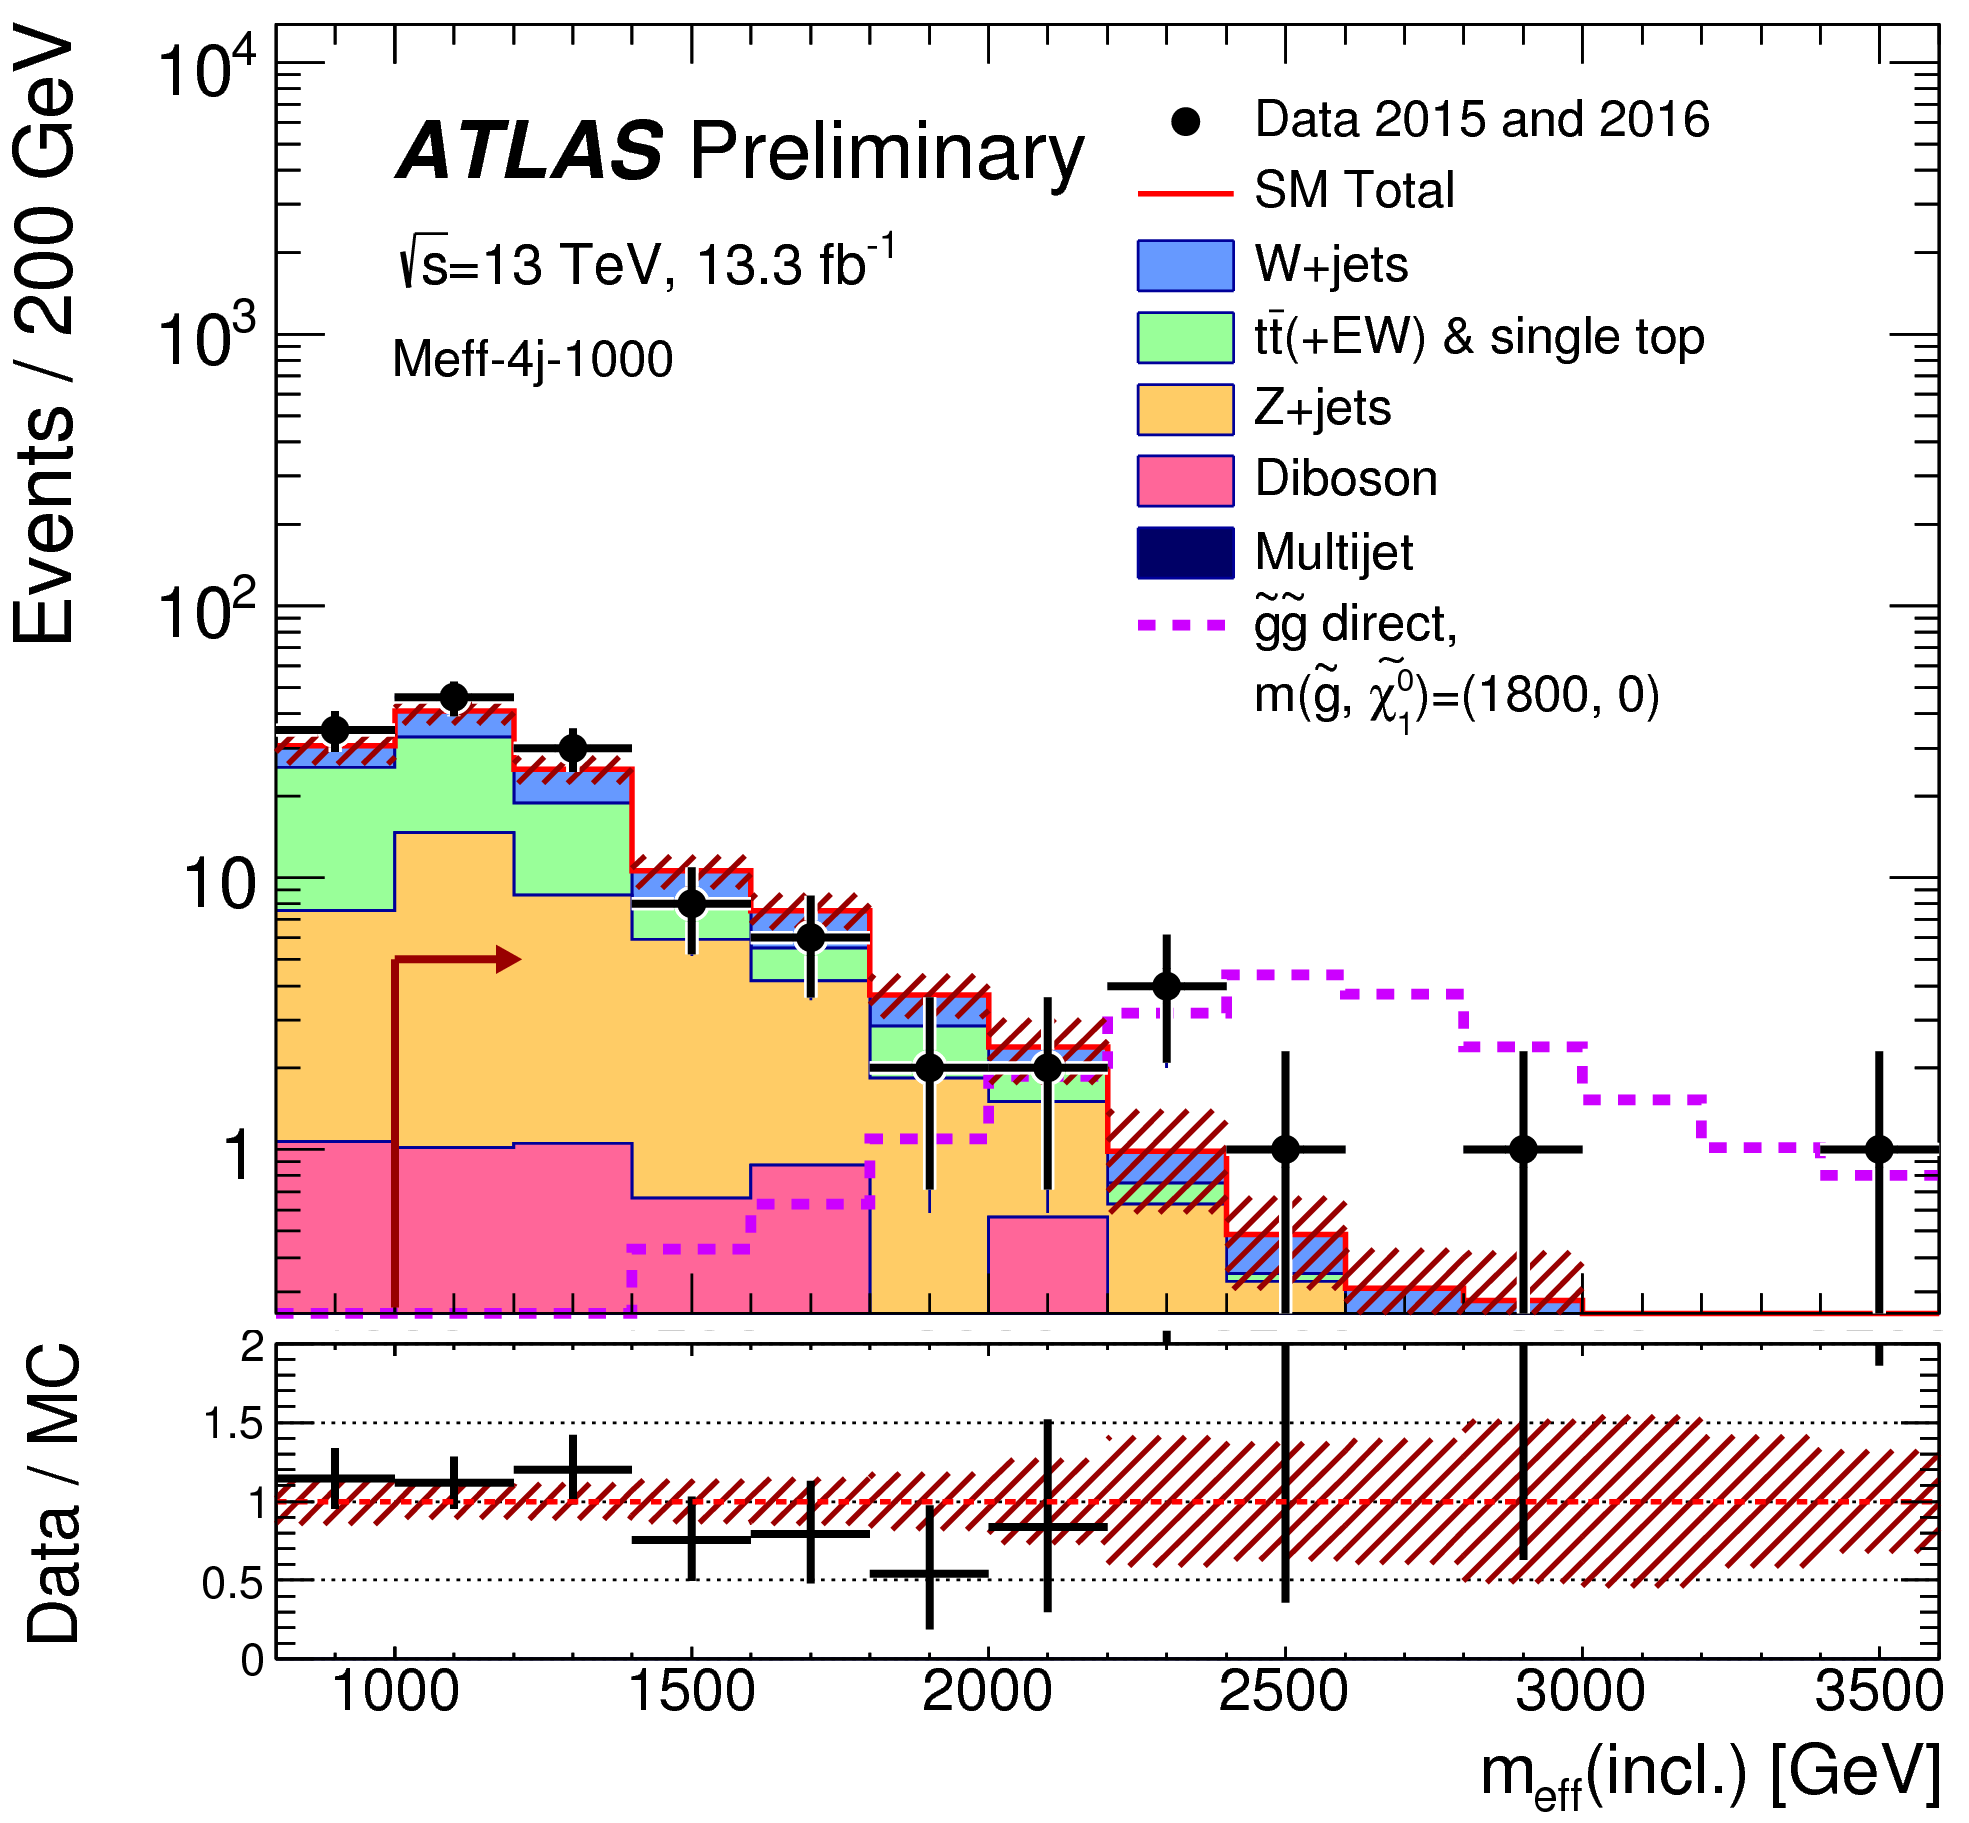 Events / 200 GeV
10⁴
10³
10²
10
1
ATLAS Preliminary
√s=13 TeV, 13.3 fb⁻¹
Meff-4j-1000
Data 2015 and 2016
SM Total
W+jets
tt̄(+EW) & single top
Z+jets
Diboson
Multijet
g̃g̃ direct,
m(g̃, χ̃⁰₁)=(1800, 0)
Data / MC
2
1.5
1
0.5
0
1000 1500 2000 2500 3000 3500
m_eff(incl.) [GeV]